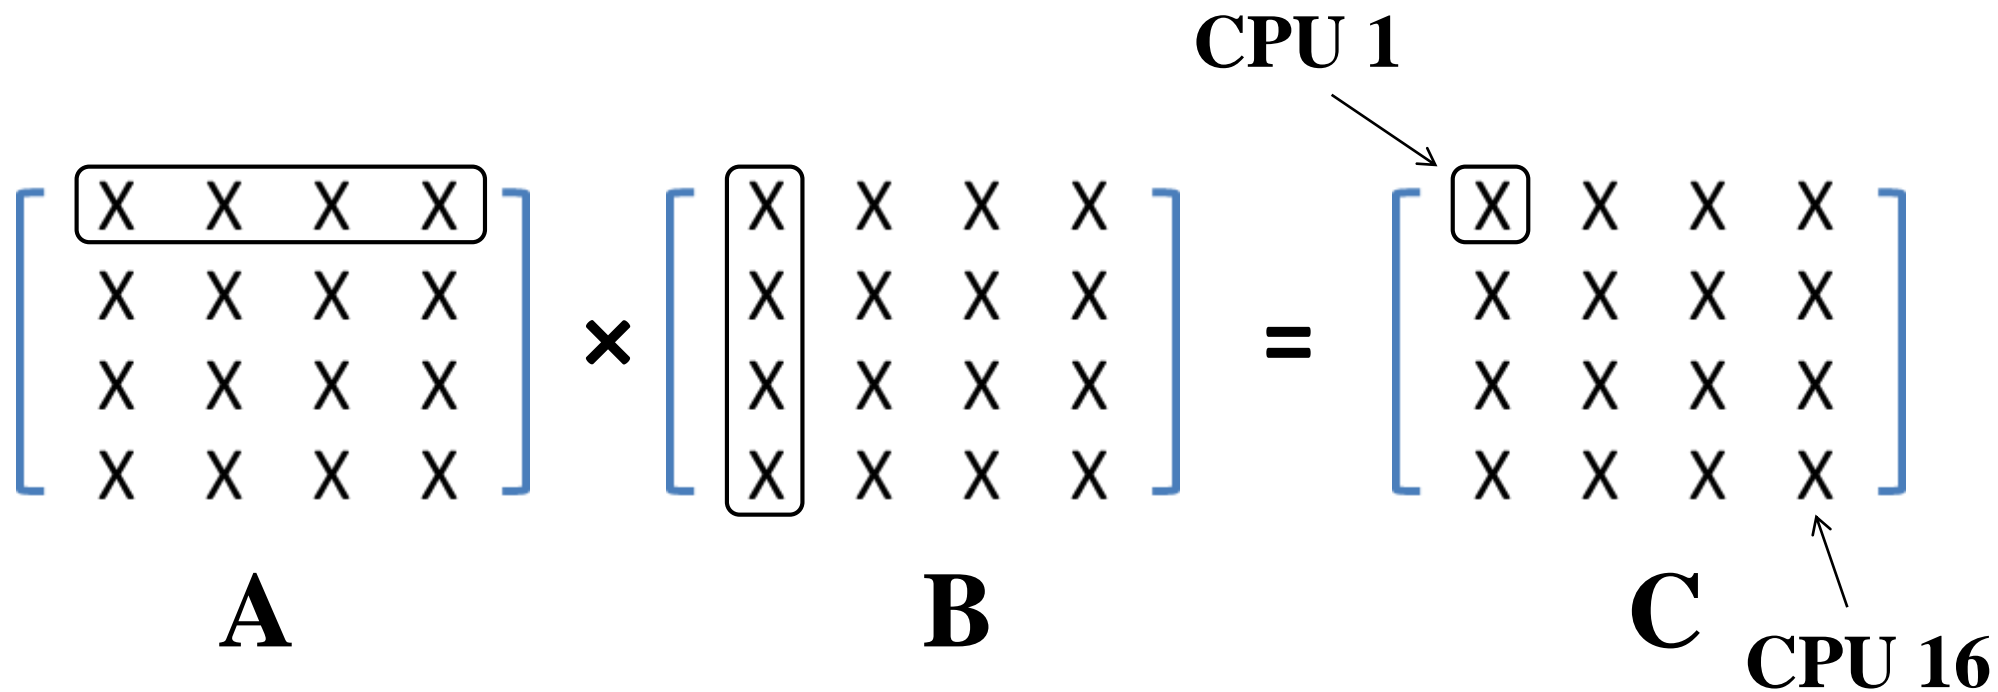 CPU 1
X X X X × X X X X = X X X X
X X X X X X X X X X X X
X X X X X X X X X X X X
X X X X X X X X X X X X
A B C
CPU 16